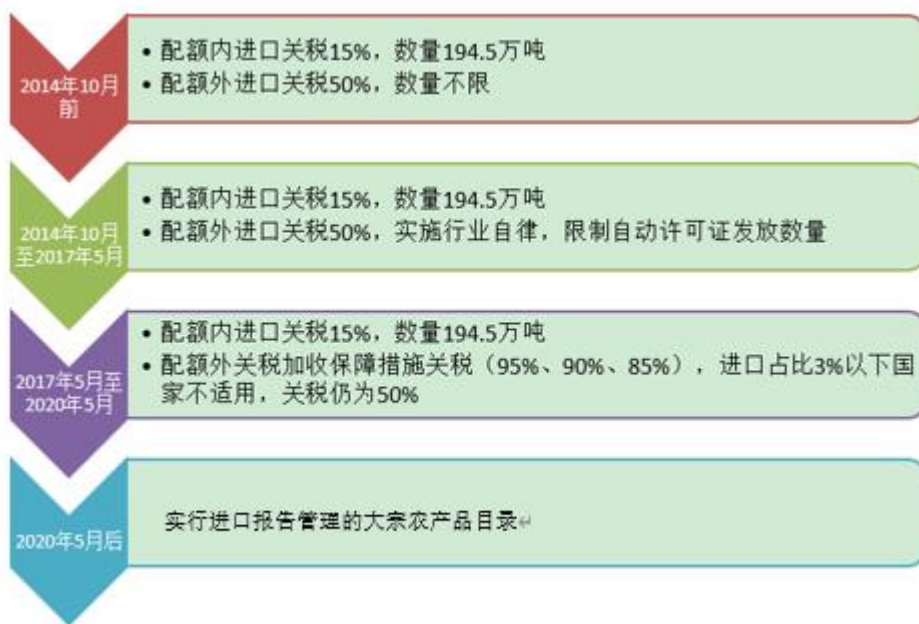 2014年10月
前
• 配额内进口关税15%，数量194.5万吨
• 配额外进口关税50%，数量不限
2014年10月
至2017年5月
• 配额内进口关税15%，数量194.5万吨
• 配额外进口关税50%，实施行业自律，限制自动许可证发放数量
2017年5月至
2020年5月
• 配额内进口关税15%，数量194.5万吨
• 配额外关税加收保障措施关税（95%、90%、85%），进口占比3%以下国
家不适用，关税仍为50%
2020年5月后
实行进口报告管理的大宗农产品目录↵